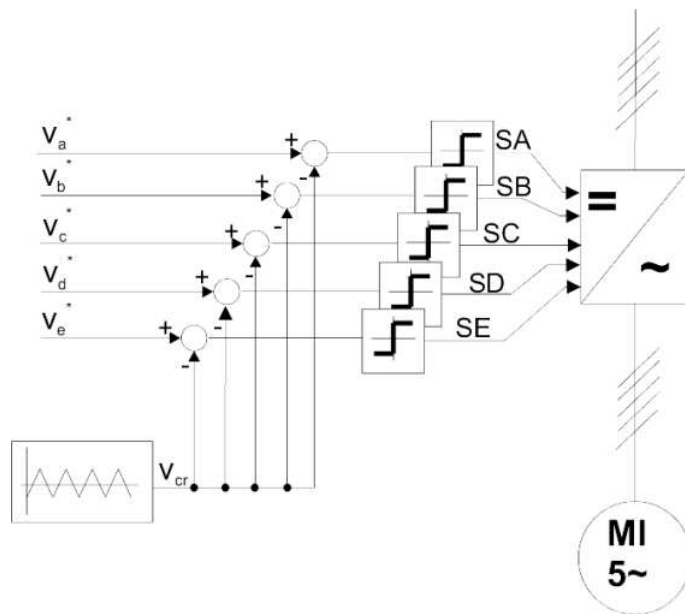 V_a^*
+
-
SA
V_b^*
+
-
SB
=
V_c^*
+
-
SC
~
V_d^*
+
-
SD
V_e^*
+
-
SE
V_cr
MI
5~